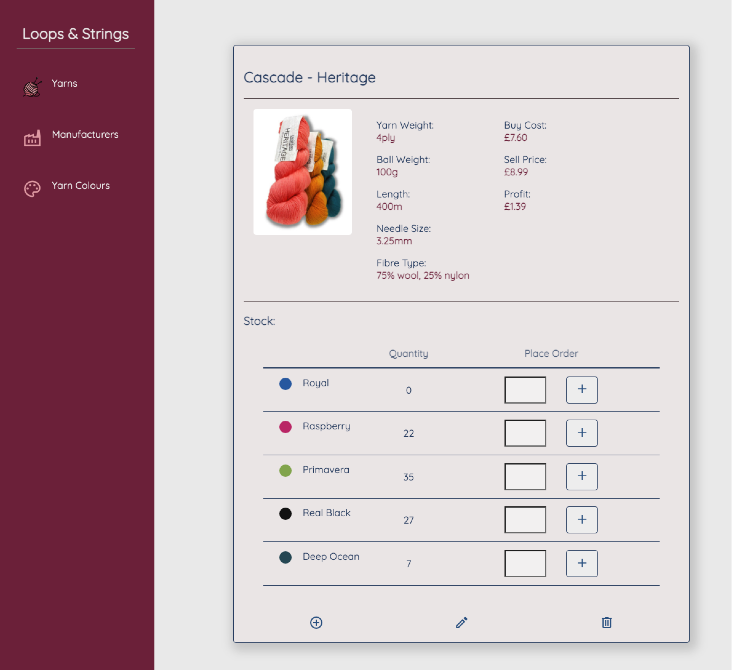 Loops & Strings
Yarns
Manufacturers
Yarn Colours
Cascade - Heritage
HERITAGE
Yarn Weight:
4ply
Ball Weight:
100g
Length:
400m
Needle Size:
3.25mm
Fibre Type:
75% wool, 25% nylon
Buy Cost:
£7.60
Sell Price:
£8.99
Profit:
£1.39
Stock:
Quantity Place Order
Royal 0 +
Raspberry 22 +
Primavera 35 +
Real Black 27 +
Deep Ocean 7 +